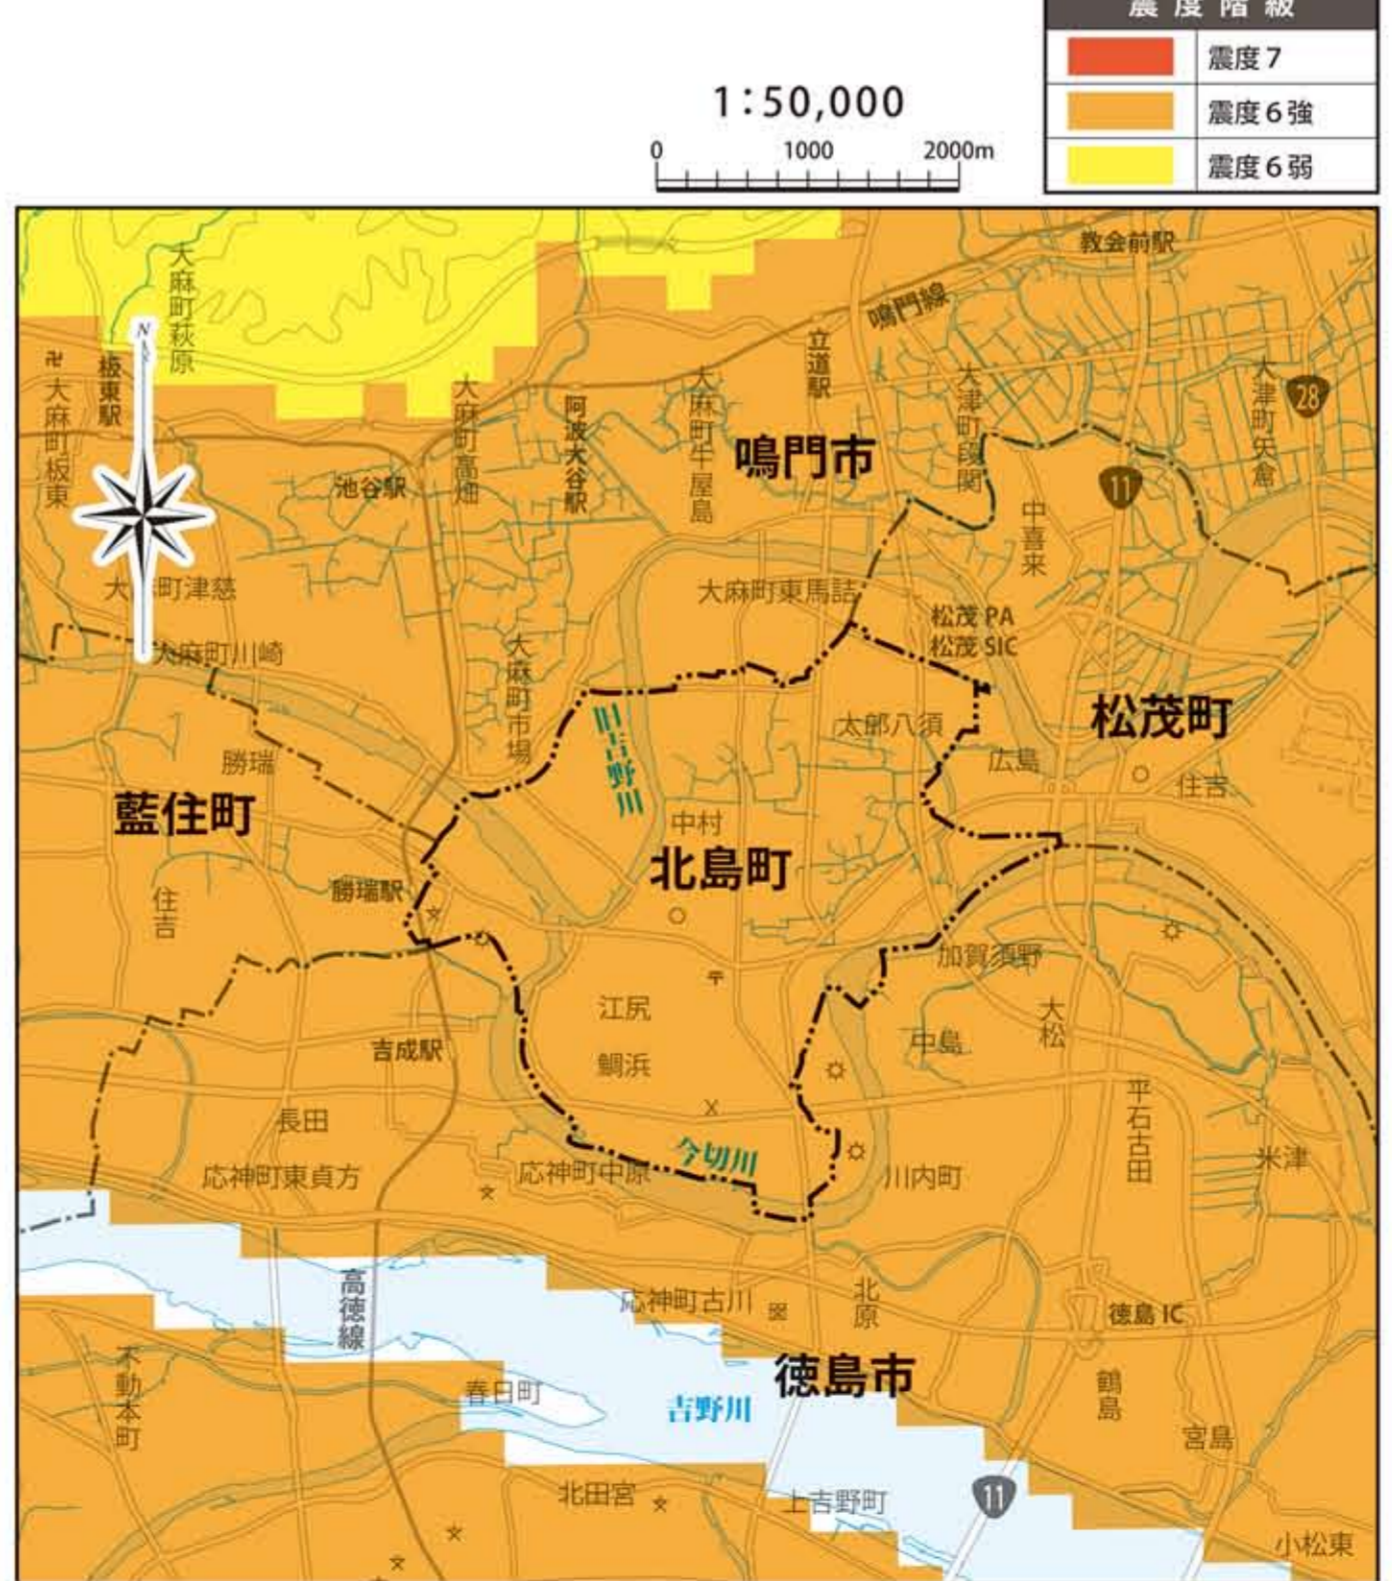 震度階級
震度7
震度6強
震度6弱
1:50,000
0 1000 2000m
教会前駅
大麻町萩原
鳴門線
N
立道駅
板東駅
大麻町板東
大麻町高畑
阿波大谷駅
大麻町牛屋島
大津町段関
大津町矢倉
28
鳴門市
池谷駅
11
中喜来
大麻町津慈
大麻町東馬詰
松茂 PA
松茂 SIC
大麻町川崎
大麻町市場
松茂町
太郎八須
旧吉野川
広島
勝瑞
住吉
藍住町
中村
北島町
勝瑞駅
住吉
加賀須野
江尻
大松
中島
吉成駅
鯛浜
平石古田
長田
今切川
米津
応神町東貞方
応神町中原
川内町
高徳線
北原
応神町古川
徳島 IC
不動本町
徳島市
鶴島
春日町
吉野川
宮島
北田宮
上吉野町
11
小松東